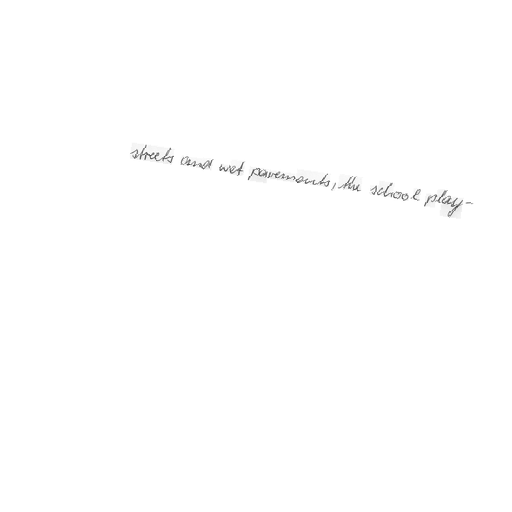 streets and wet pavements, the school play-